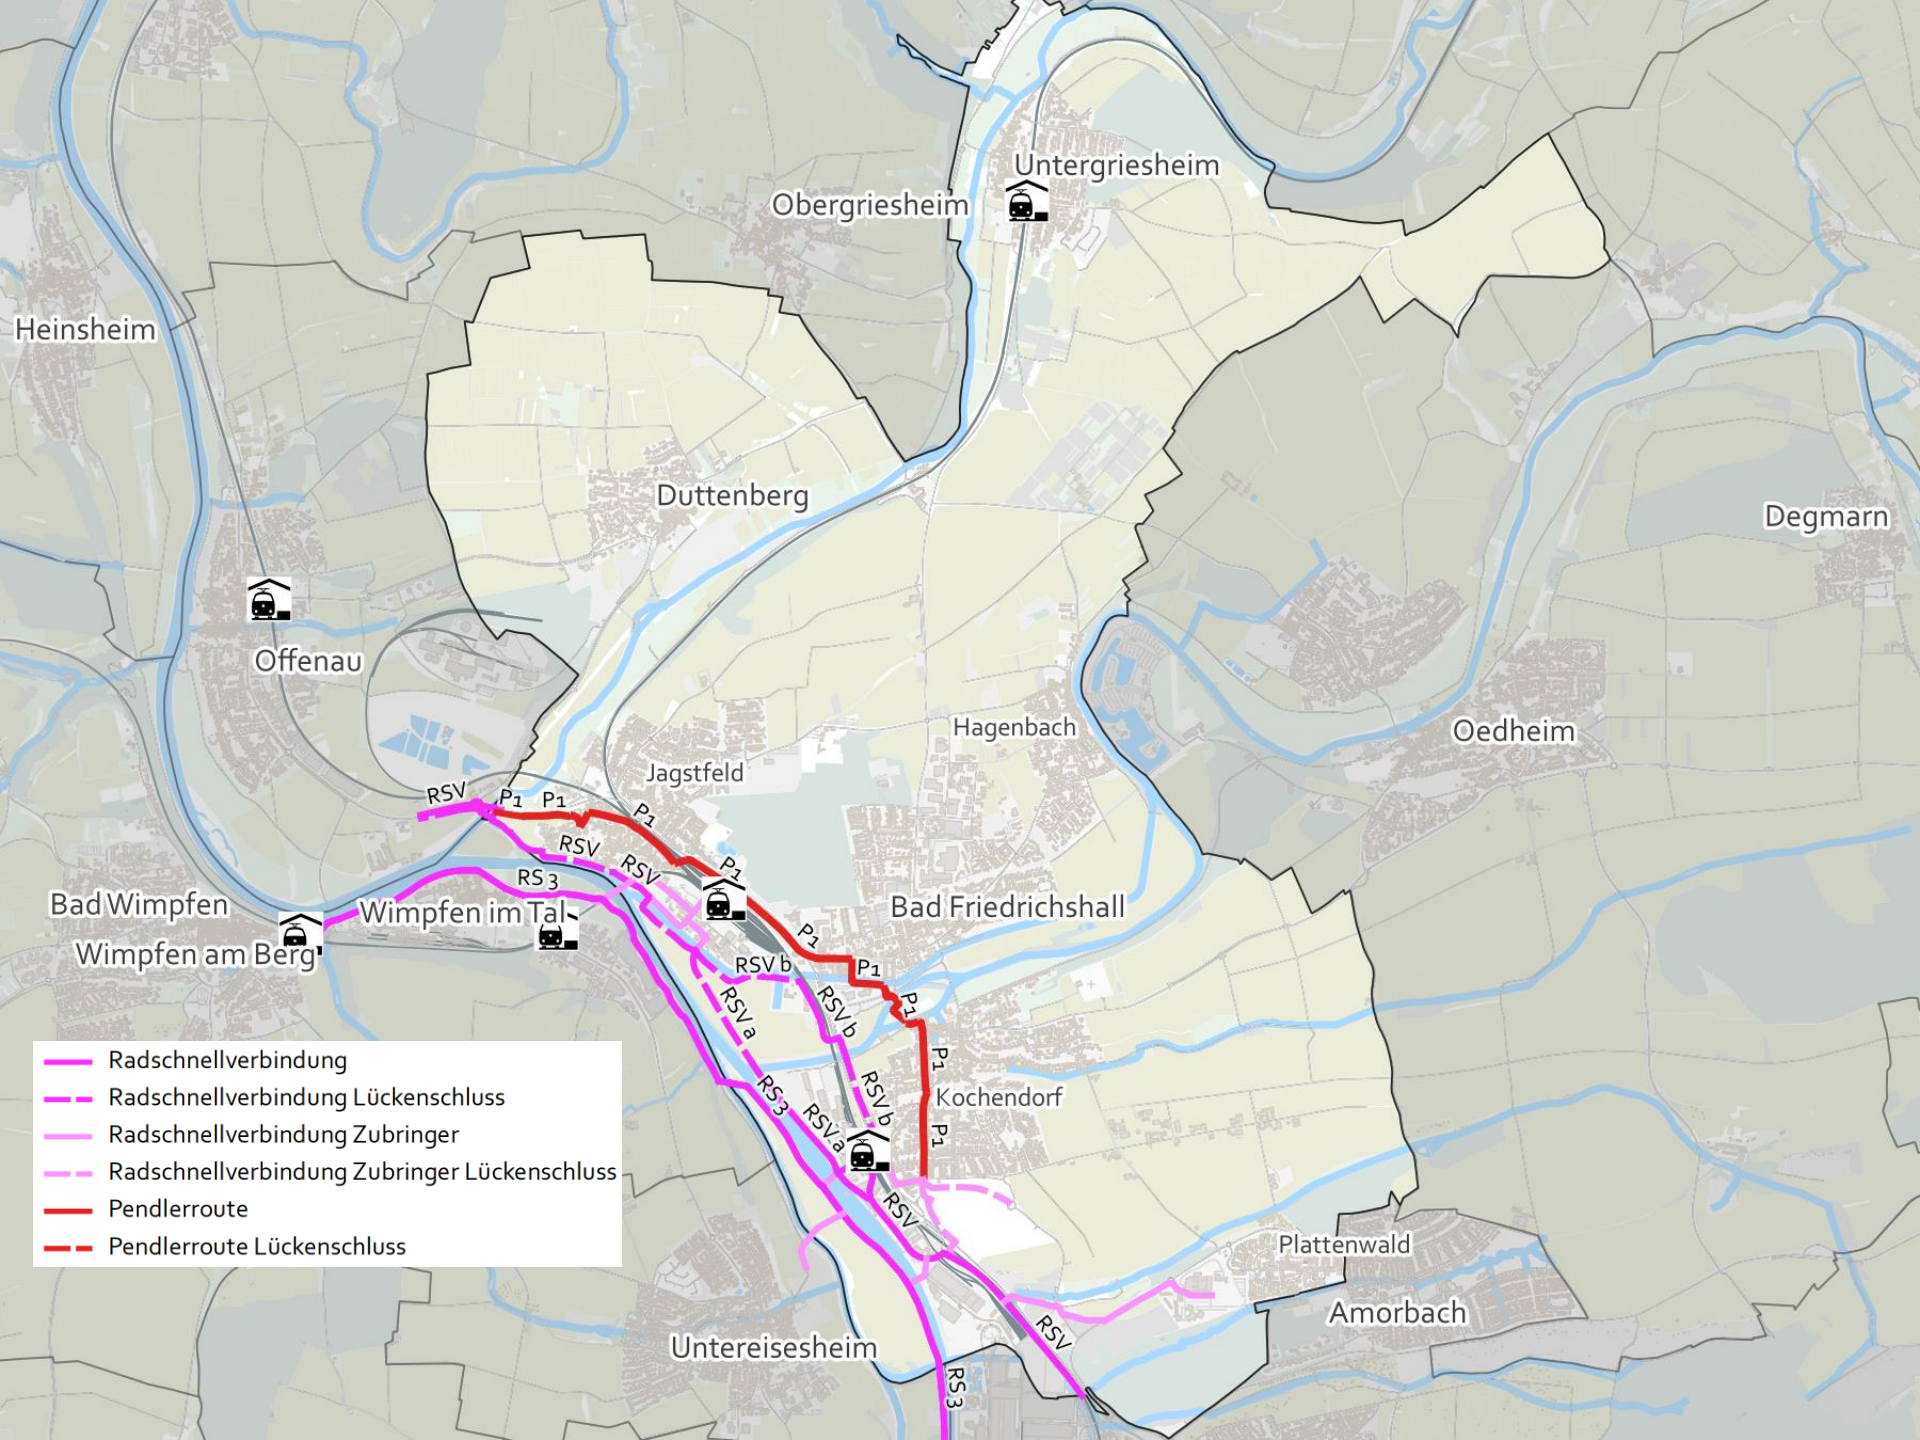 Untergriesheim
Obergriesheim
Heinsheim
Duttenberg
Degmarn
Offenau
Hagenbach
Oedheim
Jagstfeld
RSV
P1
P1
P1
RSV
RSV
P1
RS 3
Bad Wimpfen
Wimpfen im Tal
Bad Friedrichshall
Wimpfen am Berg
P1
RSV b
P1
RSV a
RSV b
P1
P1
RS 3
RSV b
Kochendorf
RSV a
P1
RSV
Plattenwald
Amorbach
RSV
Untereisesheim
RS 3
Radschnellverbindung
Radschnellverbindung Lückenschluss
Radschnellverbindung Zubringer
Radschnellverbindung Zubringer Lückenschluss
Pendlerroute
Pendlerroute Lückenschluss